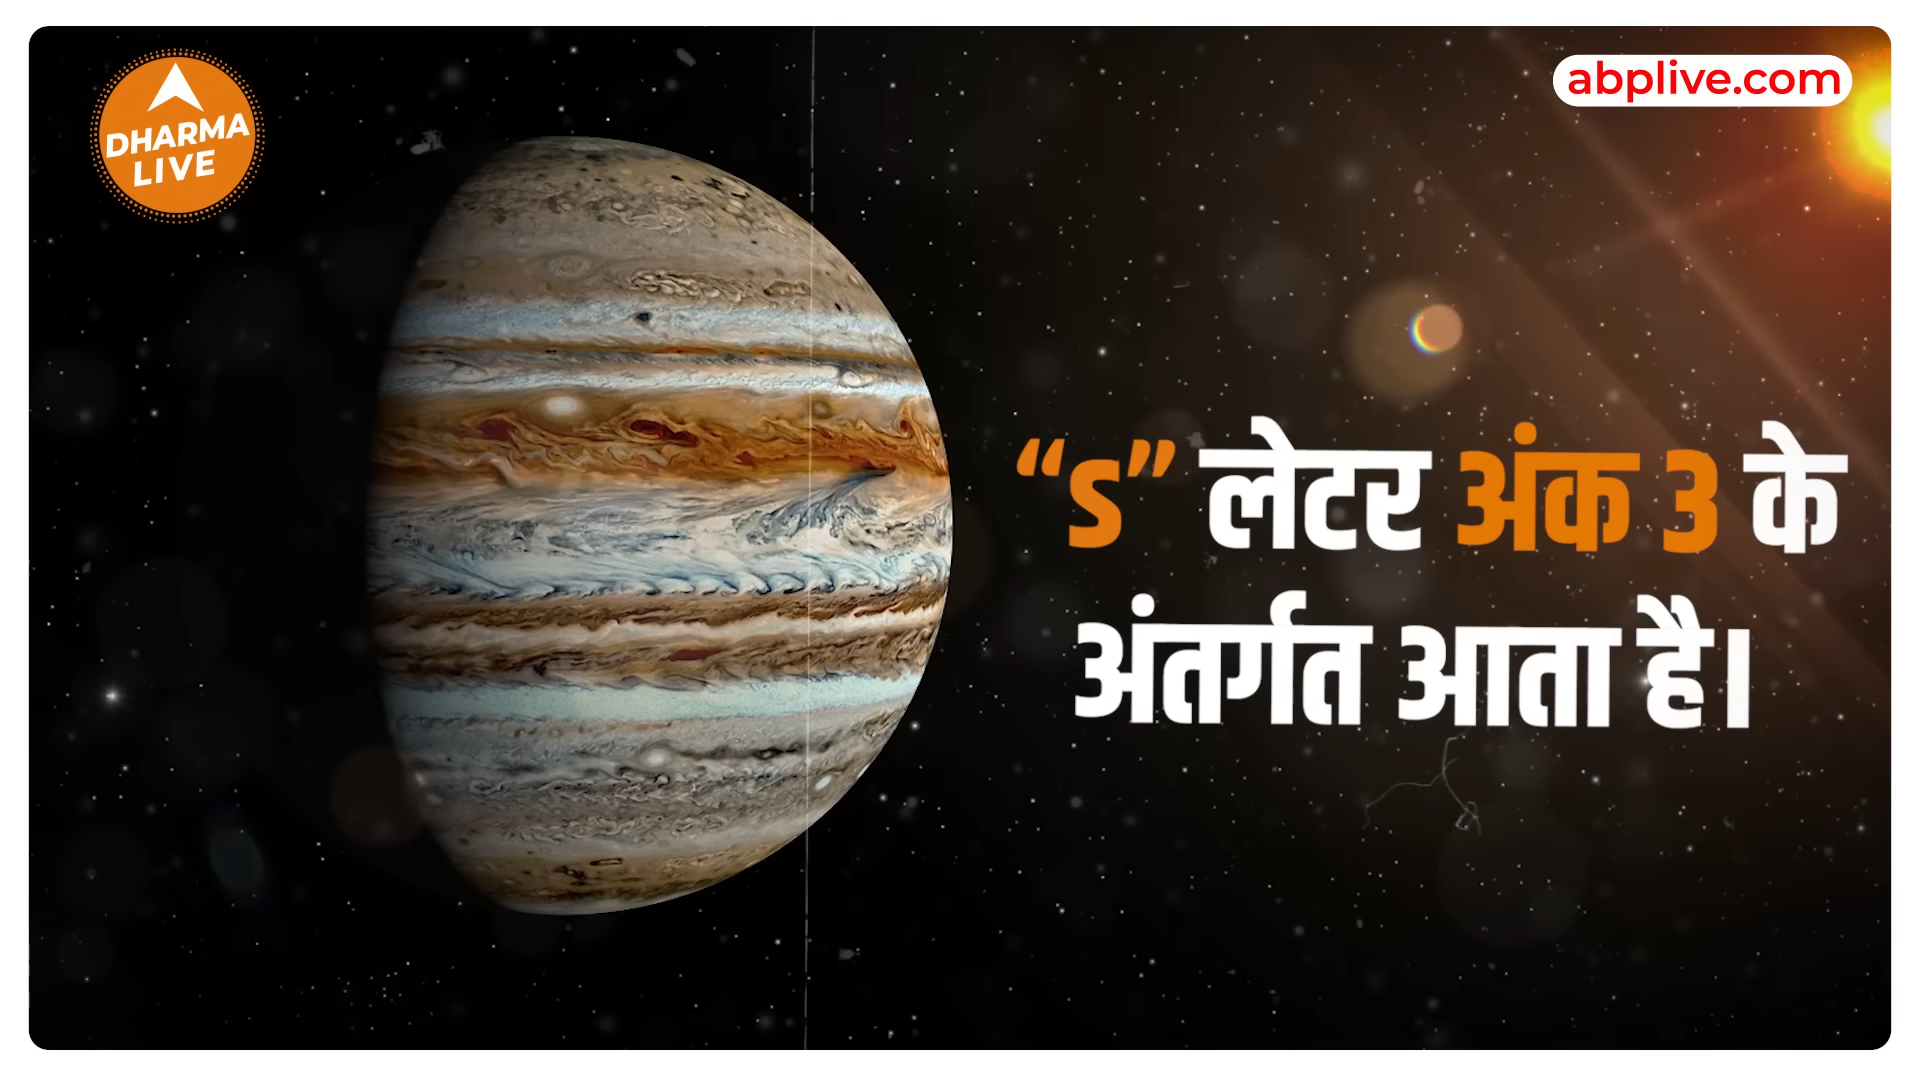 DHARMA
LIVE
abplive.com
“S” लेटर अंक 3 के
अंतर्गत आता है।